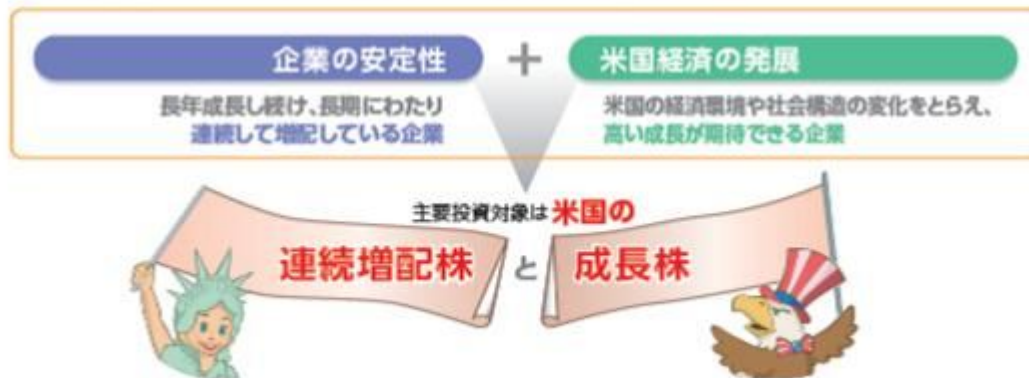 企業の安定性
+
米国経済の発展
長年成長し続け、長期にわたり
連続して増配している企業
米国の経済環境や社会構造の変化をとらえ、
高い成長が期待できる企業
主要投資対象は米国の
連続増配株と成長株